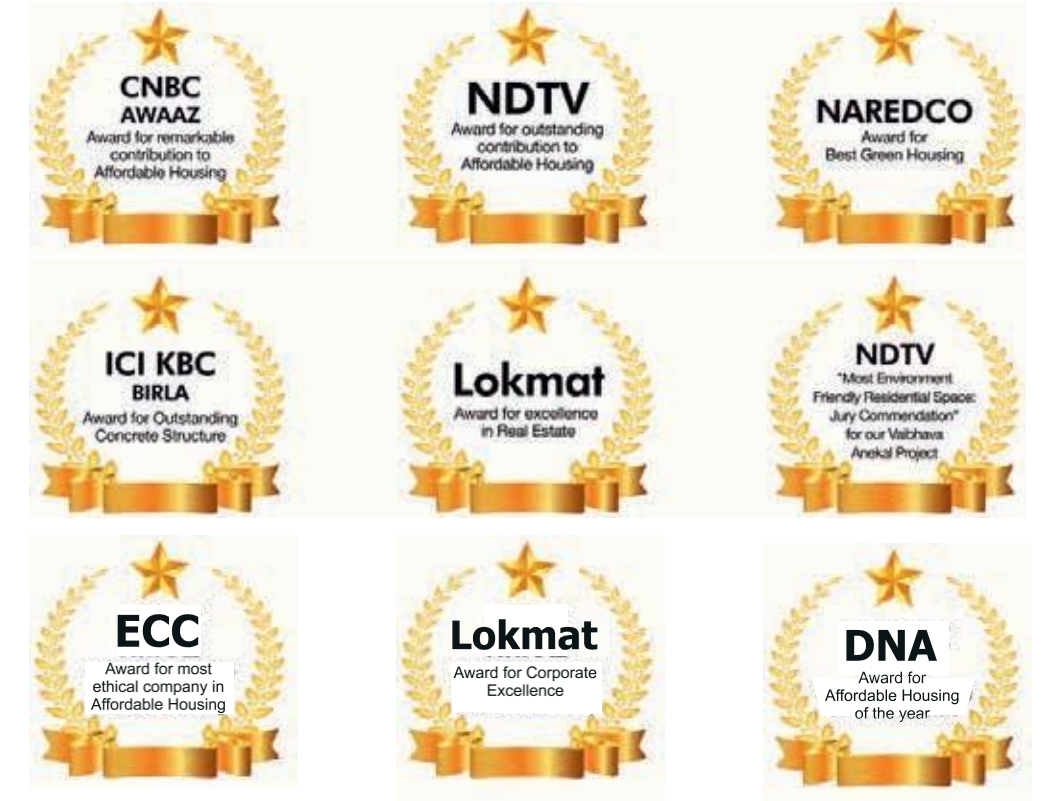 CNBC
AWAAZ
Award for remarkable
contribution to
Affordable Housing
NDTV
Award for outstanding
contribution to
Affordable Housing
NAREDCO
Award for
Best Green Housing
ICI KBC
BIRLA
Award for Outstanding
Concrete Structure
Lokmat
Award for excellence
in Real Estate
NDTV
"Most Environment
Friendly Residential Space:
Jury Commendation"
for our Vaibhava
Anekal Project
ECC
Award for most
ethical company in
Affordable Housing
Lokmat
Award for Corporate
Excellence
DNA
Award for
Affordable Housing
of the year